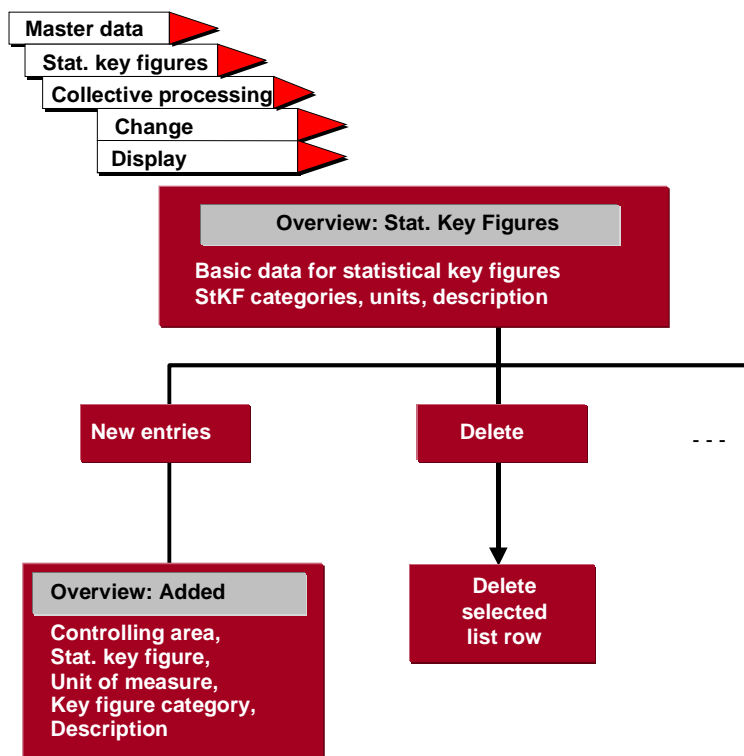 Master data
Stat. key figures
Collective processing
Change
Display
Overview: Stat. Key Figures
Basic data for statistical key figures
StKF categories, units, description
New entries
Delete
- - -
Overview: Added
Controlling area,
Stat. key figure,
Unit of measure,
Key figure category,
Description
Delete
selected
list row